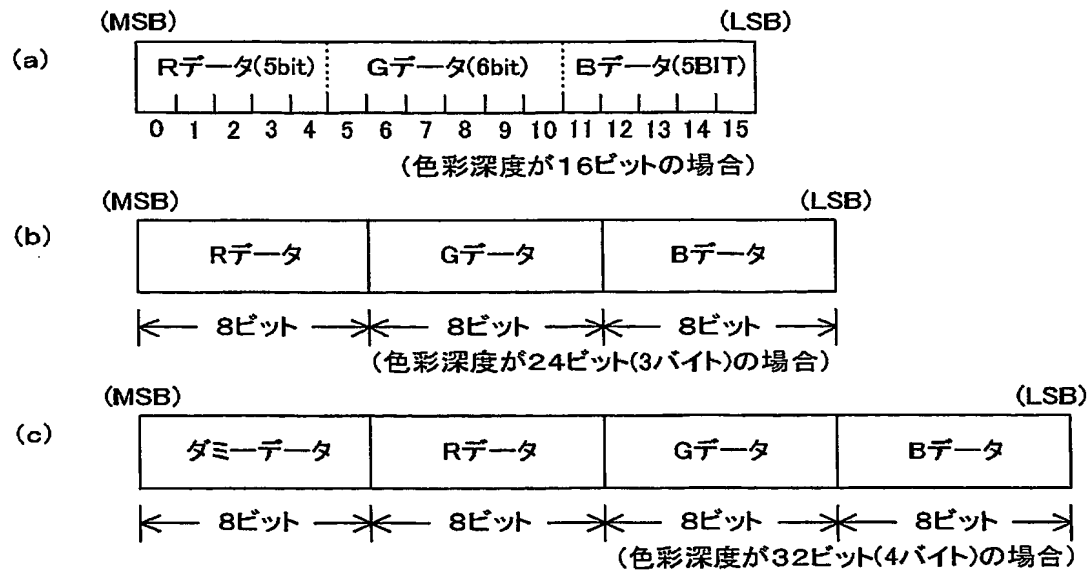 (MSB) (LSB)
(a) Rデータ(5bit) Gデータ(6bit) Bデータ(5BIT)
0 1 2 3 4 5 6 7 8 9 10 11 12 13 14 15
(色彩深度が16ビットの場合)
(MSB) (LSB)
(b) Rデータ Gデータ Bデータ
8ビット 8ビット 8ビット
(色彩深度が24ビット(3バイト)の場合)
(MSB) (LSB)
(c) ダミーデータ Rデータ Gデータ Bデータ
8ビット 8ビット 8ビット 8ビット
(色彩深度が32ビット(4バイト)の場合)